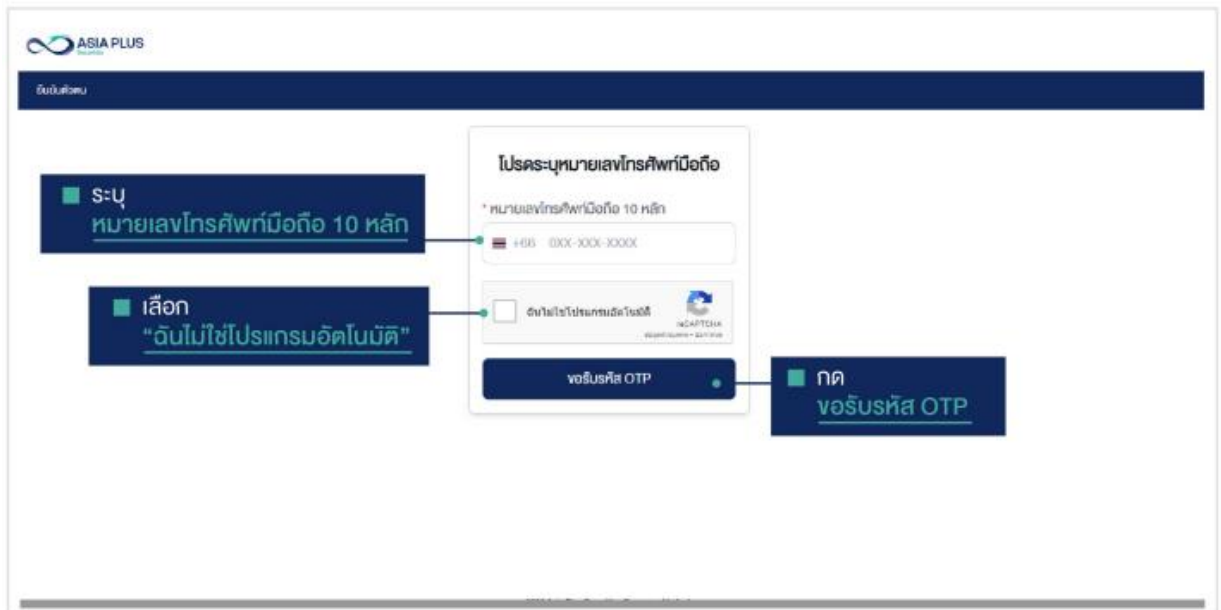 ASIA PLUS
ยืนยันตัวตน
โปรดระบุหมายเลขโทรศัพท์มือถือ
ระบุ
หมายเลขโทรศัพท์มือถือ 10 หลัก
* หมายเลขโทรศัพท์มือถือ 10 หลัก
+66 0XX-XXX-XXXX
เลือก
“ฉันไม่ใช่โปรแกรมอัตโนมัติ”
ฉันไม่ใช่โปรแกรมอัตโนมัติ
reCAPTCHA
ขอรับรหัส OTP
กด
ขอรับรหัส OTP